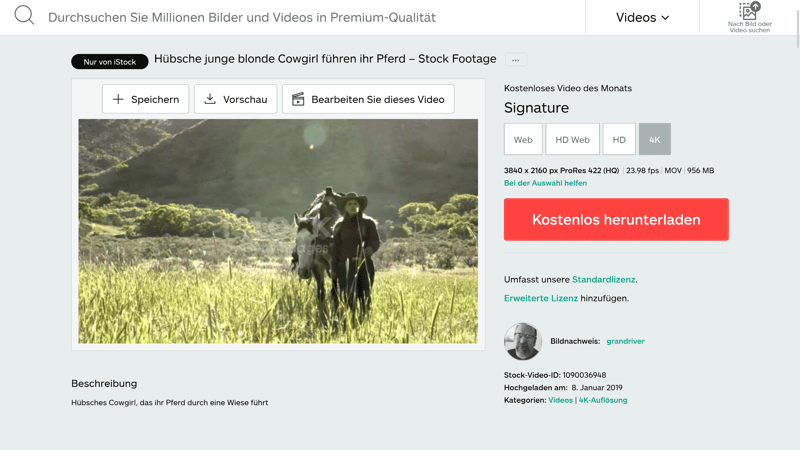 Durchsuchen Sie Millionen Bilder und Videos in Premium-Qualität
Videos
Nach Bild oder
Video suchen
Nur von iStock
Hübsche junge blonde Cowgirl führen ihr Pferd – Stock Footage
...
Speichern
Vorschau
Bearbeiten Sie dieses Video
iStock
Beschreibung
Hübsches Cowgirl, das ihr Pferd durch eine Wiese führt
Kostenloses Video des Monats
Signature
Web
HD Web
HD
4K
3840 x 2160 px ProRes 422 (HQ) | 23.98 fps | MOV | 956 MB
Bei der Auswahl helfen
Kostenlos herunterladen
Umfasst unsere Standardlizenz.
Erweiterte Lizenz hinzufügen.
Bildnachweis: grandriver
Stock-Video-ID: 1090036948
Hochgeladen am: 8. Januar 2019
Kategorien: Videos | 4K-Auflösung